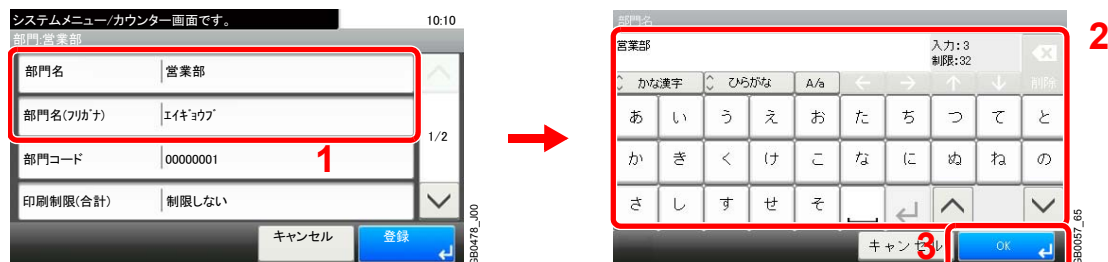 システムメニュー/カウンター画面です。
10:10
部門:営業部
部門名 営業部
部門名(フリガナ) エイギョウブ
1/2
部門コード 00000001
1
印刷制限(合計) 制限しない
キャンセル 登録
GB0478_J00
部門名
2
営業部
入力:3
制限:32
かな漢字 ひらがな A/a ← → ↑ ↓ 削除
あ い う え お た ち つ て と
か き く け こ な に ぬ ね の
さ し す せ そ
キャンセル OK
3
GB0057_65